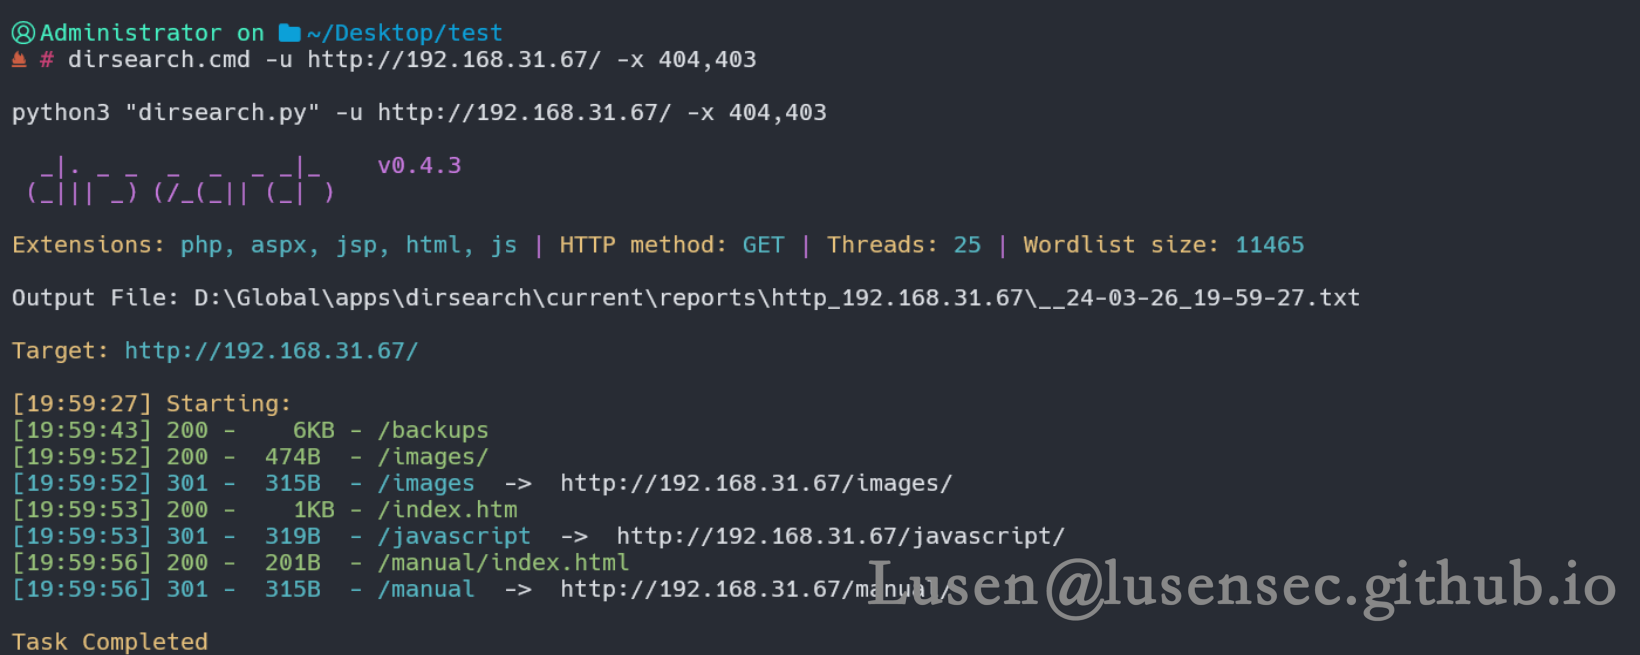 Administrator on ~/Desktop/test
# dirsearch.cmd -u http://192.168.31.67/ -x 404,403
python3 "dirsearch.py" -u http://192.168.31.67/ -x 404,403
_|. _ _  _  _  _ _|_    v0.4.3
(_||| _) (/_(_|| (_| )
Extensions: php, aspx, jsp, html, js | HTTP method: GET | Threads: 25 | Wordlist size: 11465
Output File: D:\Global\apps\dirsearch\current\reports\http_192.168.31.67\__24-03-26_19-59-27.txt
Target: http://192.168.31.67/
[19:59:27] Starting:
[19:59:43] 200 -    6KB - /backups
[19:59:52] 200 -  474B  - /images/
[19:59:52] 301 -  315B  - /images  ->  http://192.168.31.67/images/
[19:59:53] 200 -    1KB - /index.htm
[19:59:53] 301 -  319B  - /javascript  ->  http://192.168.31.67/javascript/
[19:59:56] 200 -  201B  - /manual/index.html
[19:59:56] 301 -  315B  - /manual  ->  http://192.168.31.67/manual/
Lusen@lusensec.github.io
Task Completed